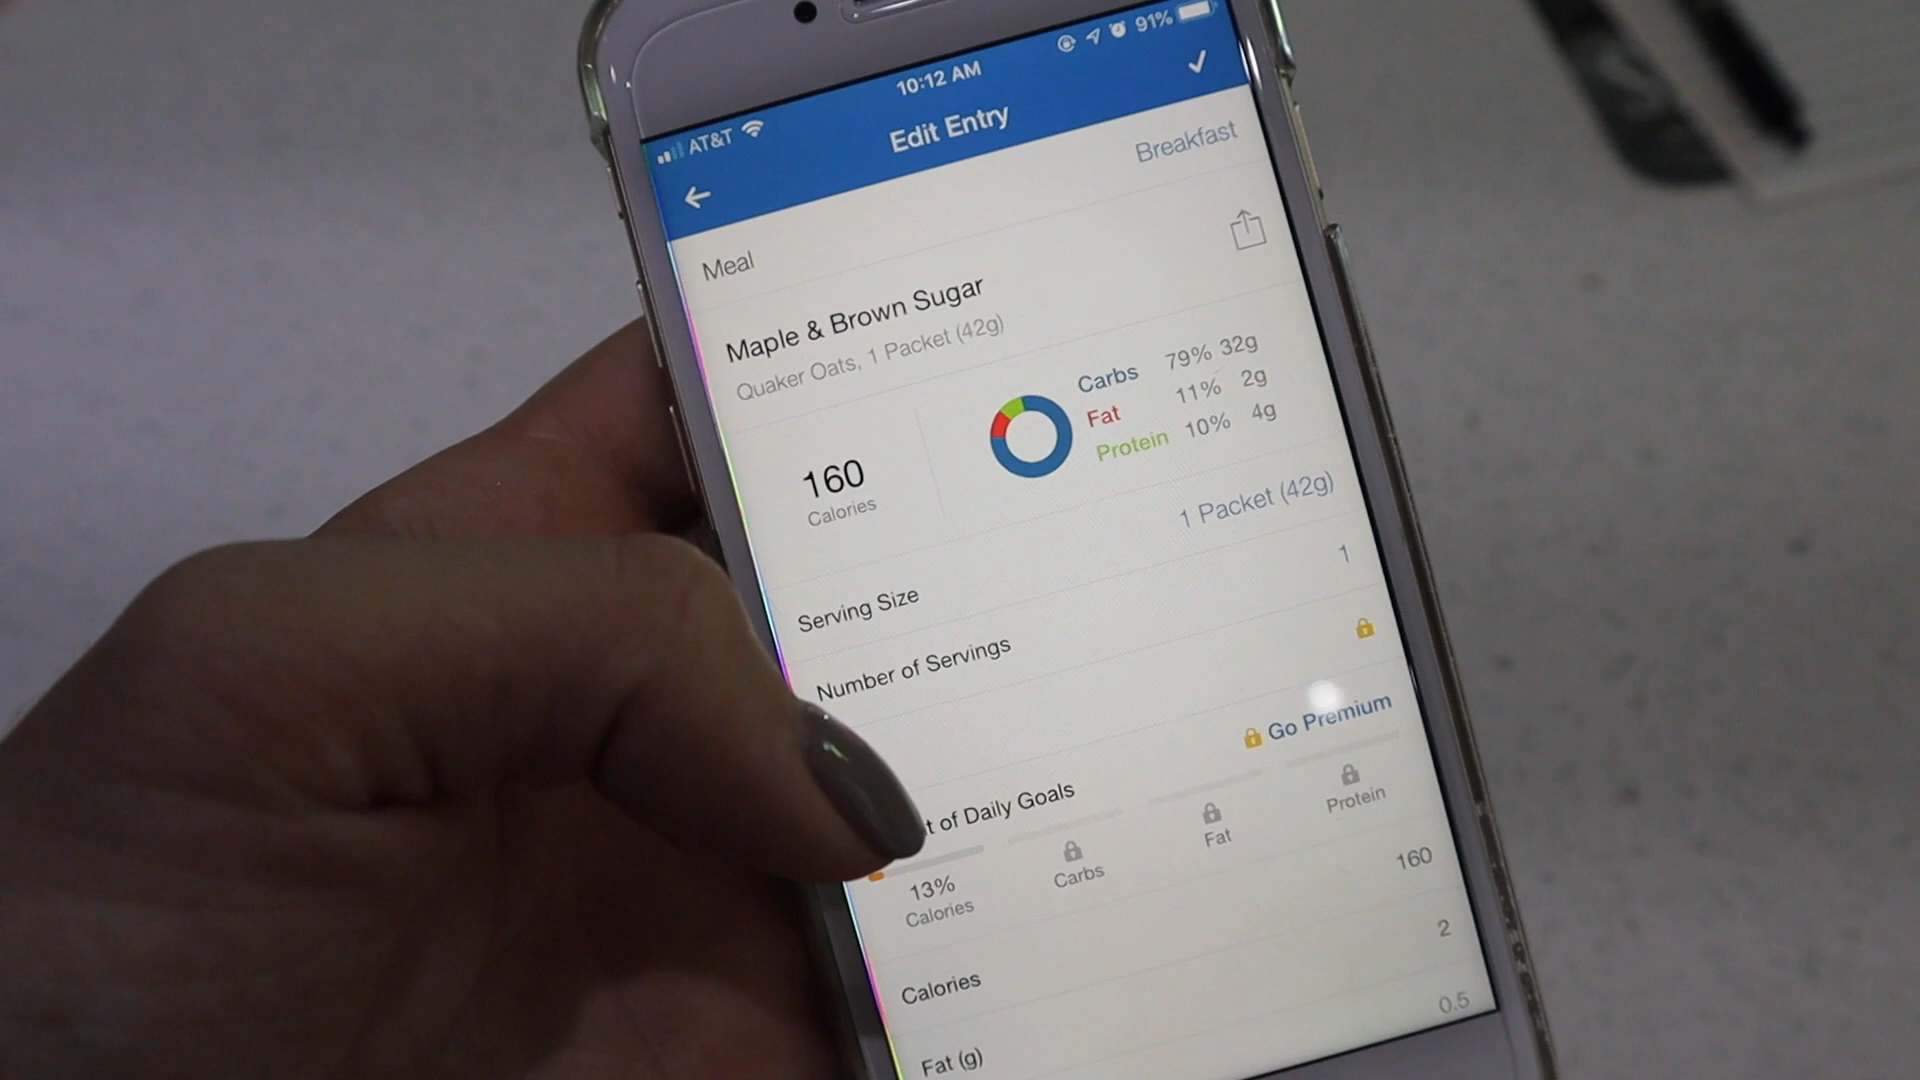 AT&T 10:12 AM 91%
Edit Entry
Meal Breakfast
Maple & Brown Sugar
Quaker Oats, 1 Packet (42g)
160
Calories
Carbs 79% 32g
Fat 11% 2g
Protein 10% 4g
Serving Size 1 Packet (42g)
Number of Servings 1
t of Daily Goals Go Premium
13%
Calories
Carbs
Fat
Protein
Calories 160
Fat (g) 2
0.5